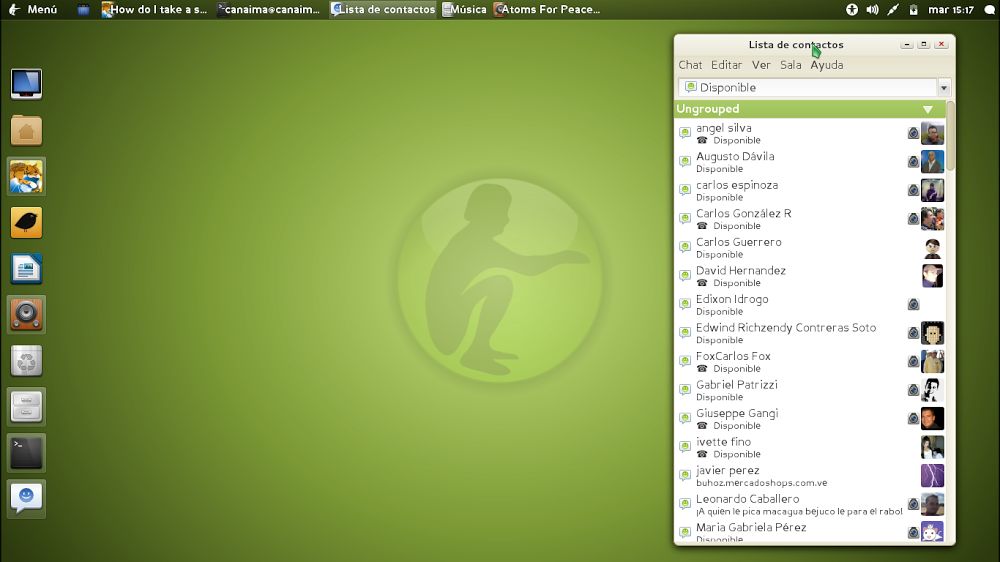 Menú
How do I take a s...
canaima@canaim...
Lista de contactos
Música
Atoms For Peace...
mar 15:17
Lista de contactos
Chat Editar Ver Sala Ayuda
Disponible
Ungrouped
angel silva
Disponible
Augusto Dávila
Disponible
carlos espinoza
Disponible
Carlos González R
Disponible
Carlos Guerrero
Disponible
David Hernandez
Disponible
Edixon Idrogo
Disponible
Edwind Richzendy Contreras Soto
Disponible
FoxCarlos Fox
Disponible
Gabriel Patrizzi
Disponible
Giuseppe Gangi
Disponible
ivette fino
Disponible
javier perez
buhoz.mercadoshops.com.ve
Leonardo Caballero
¡A quién le pica macagua bejuco le para él rabo!
Maria Gabriela Pérez
Disponible
>_